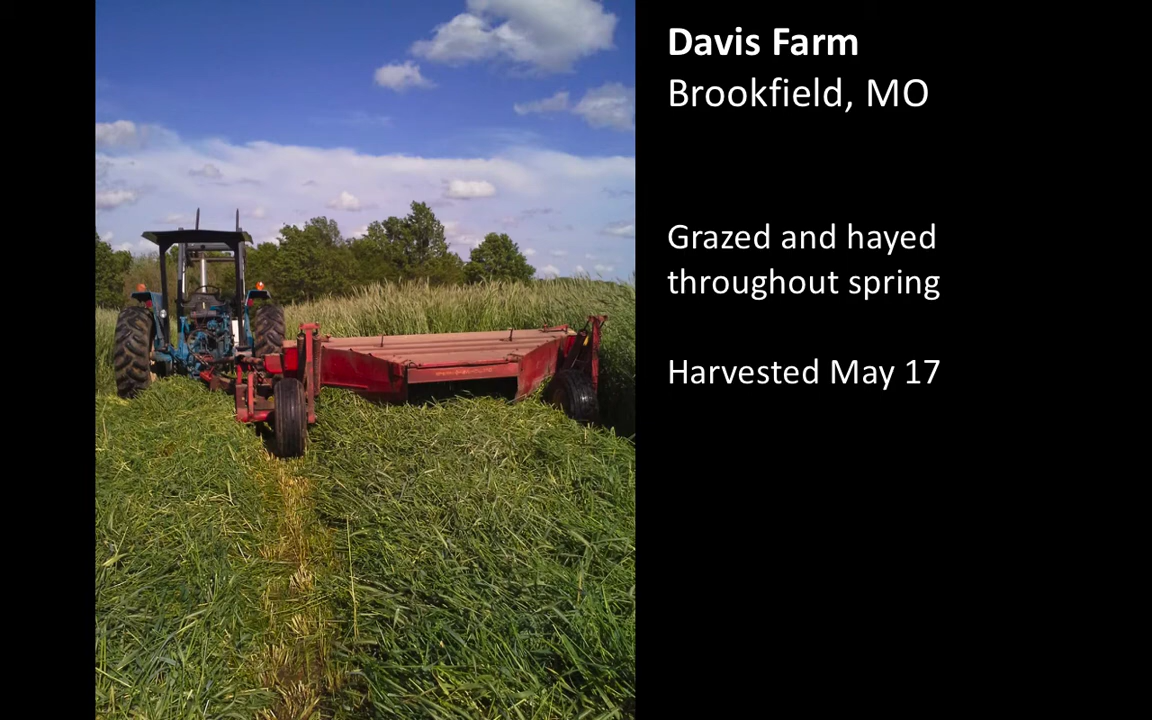 Davis Farm
Brookfield, MO
Grazed and hayed
throughout spring
Harvested May 17